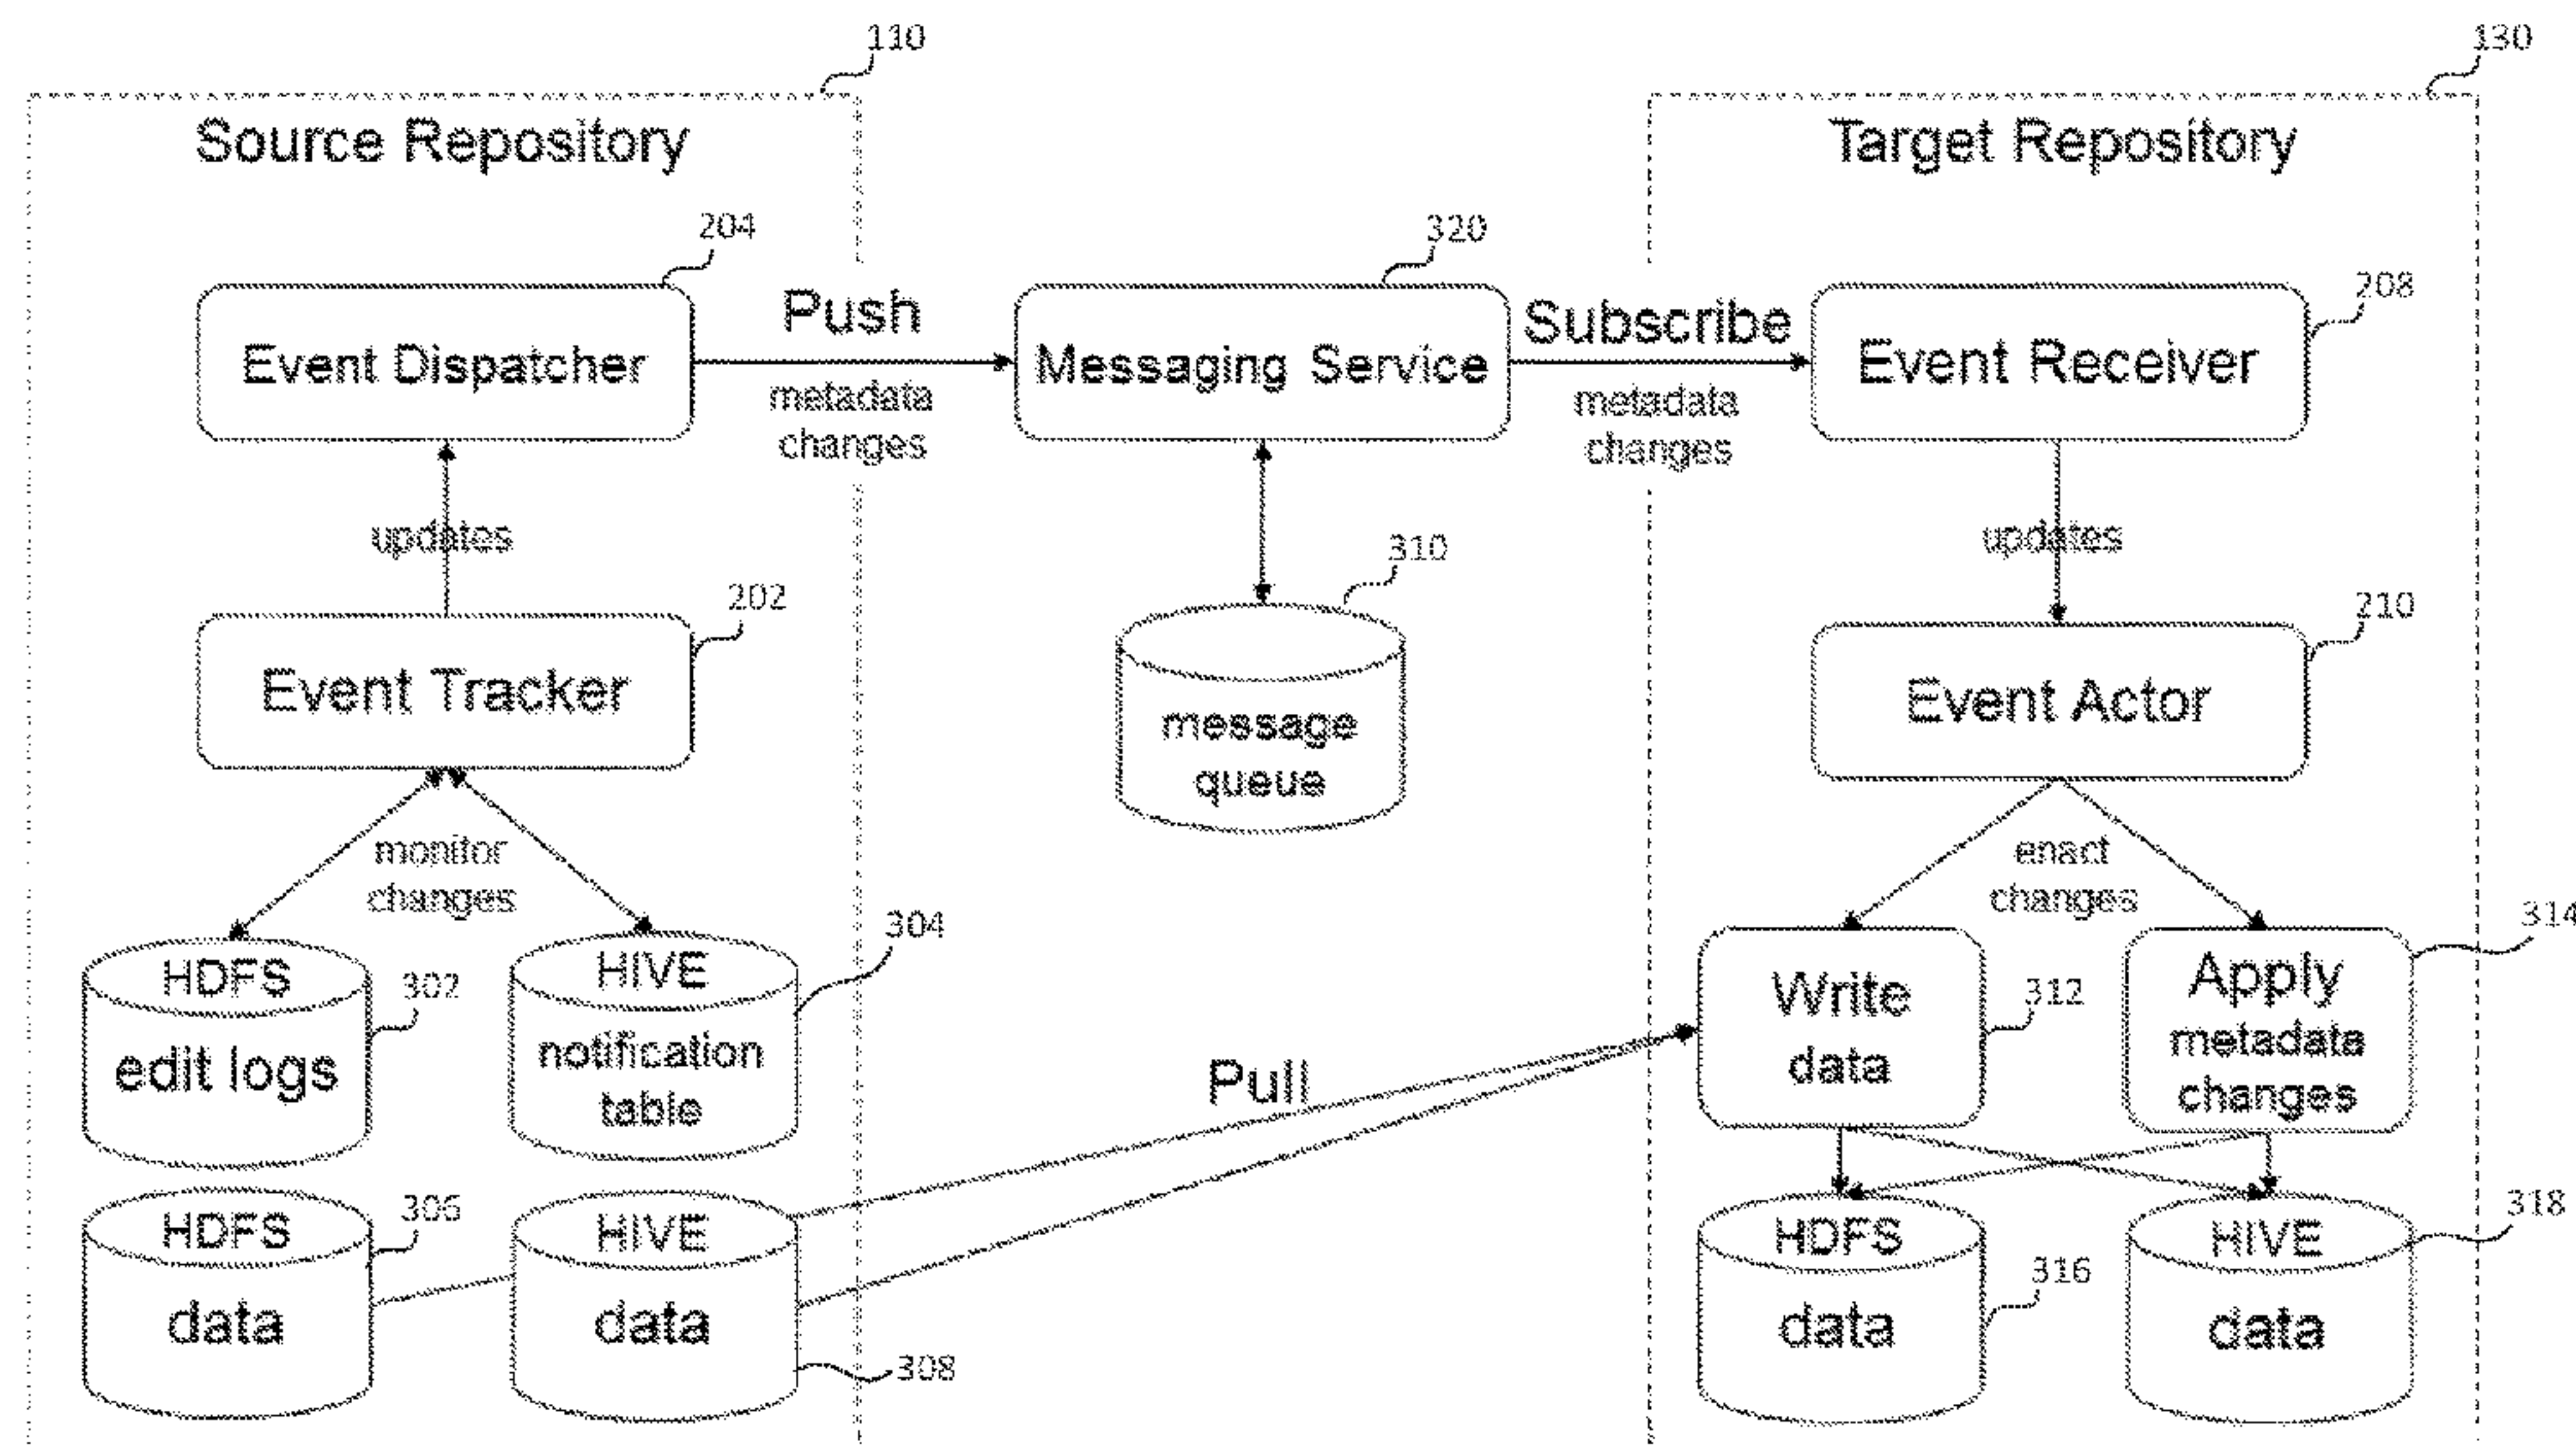 110
130
Source Repository
Target Repository
204
320
208
Push
Subscribe
Event Dispatcher
Messaging Service
Event Receiver
metadata
changes
metadata
changes
updates
310
updates
202
210
Event Tracker
message
queue
Event Actor
monitor
changes
enact
changes
304
314
HDFS
edit logs
302
HIVE
notification
table
Write
data
312
Apply
metadata
changes
Pull
HDFS
data
306
HIVE
data
308
HDFS
data
316
HIVE
data
318